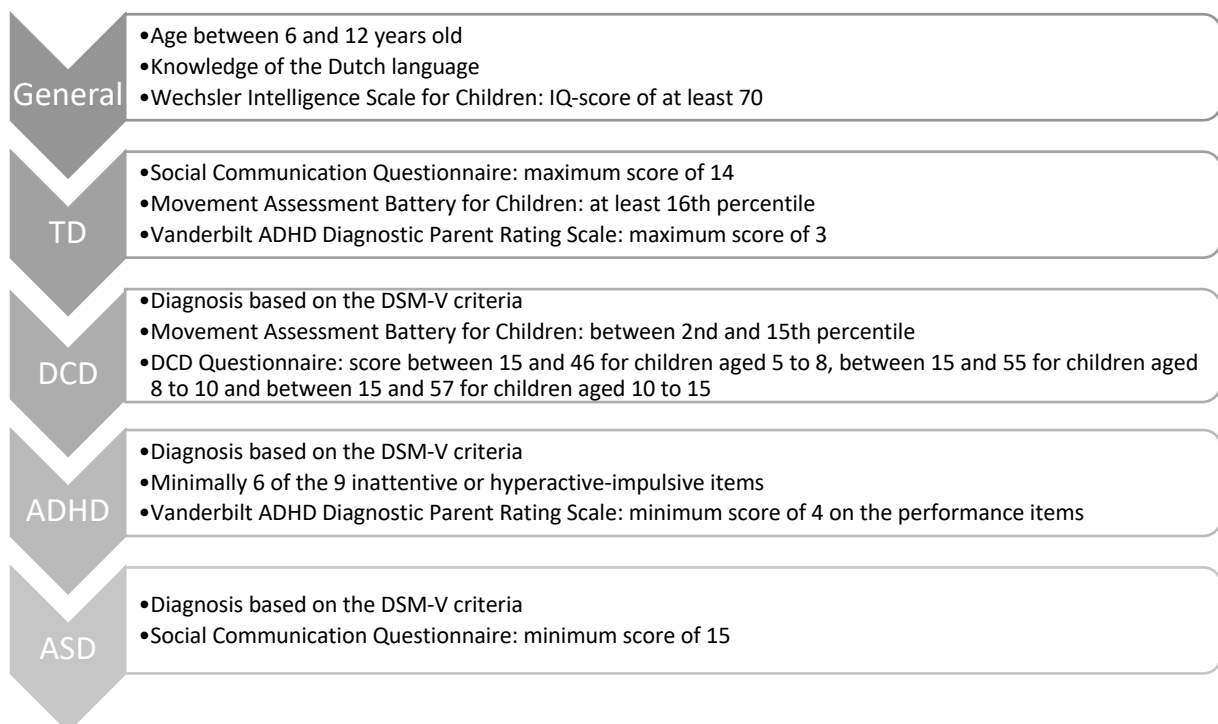 General
•Age between 6 and 12 years old
•Knowledge of the Dutch language
•Wechsler Intelligence Scale for Children: IQ-score of at least 70
TD
•Social Communication Questionnaire: maximum score of 14
•Movement Assessment Battery for Children: at least 16th percentile
•Vanderbilt ADHD Diagnostic Parent Rating Scale: maximum score of 3
DCD
•Diagnosis based on the DSM-V criteria
•Movement Assessment Battery for Children: between 2nd and 15th percentile
•DCD Questionnaire: score between 15 and 46 for children aged 5 to 8, between 15 and 55 for children aged
8 to 10 and between 15 and 57 for children aged 10 to 15
ADHD
•Diagnosis based on the DSM-V criteria
•Minimally 6 of the 9 inattentive or hyperactive-impulsive items
•Vanderbilt ADHD Diagnostic Parent Rating Scale: minimum score of 4 on the performance items
ASD
•Diagnosis based on the DSM-V criteria
•Social Communication Questionnaire: minimum score of 15